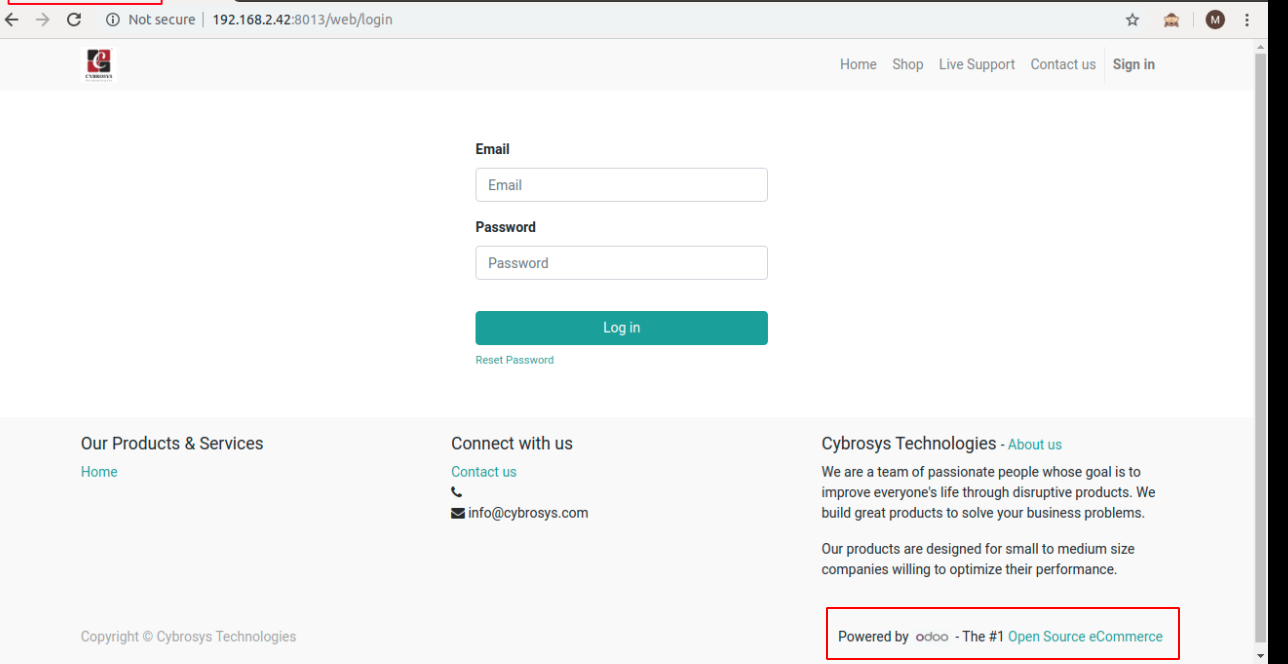 Not secure | 192.168.2.42:8013/web/login
M
CYBROSYS
Home Shop Live Support Contact us Sign in
Email
Email
Password
Password
Log in
Reset Password
Our Products & Services
Home
Connect with us
Contact us
info@cybrosys.com
Cybrosys Technologies - About us
We are a team of passionate people whose goal is to
improve everyone's life through disruptive products. We
build great products to solve your business problems.
Our products are designed for small to medium size
companies willing to optimize their performance.
Copyright © Cybrosys Technologies
Powered by odoo - The #1 Open Source eCommerce